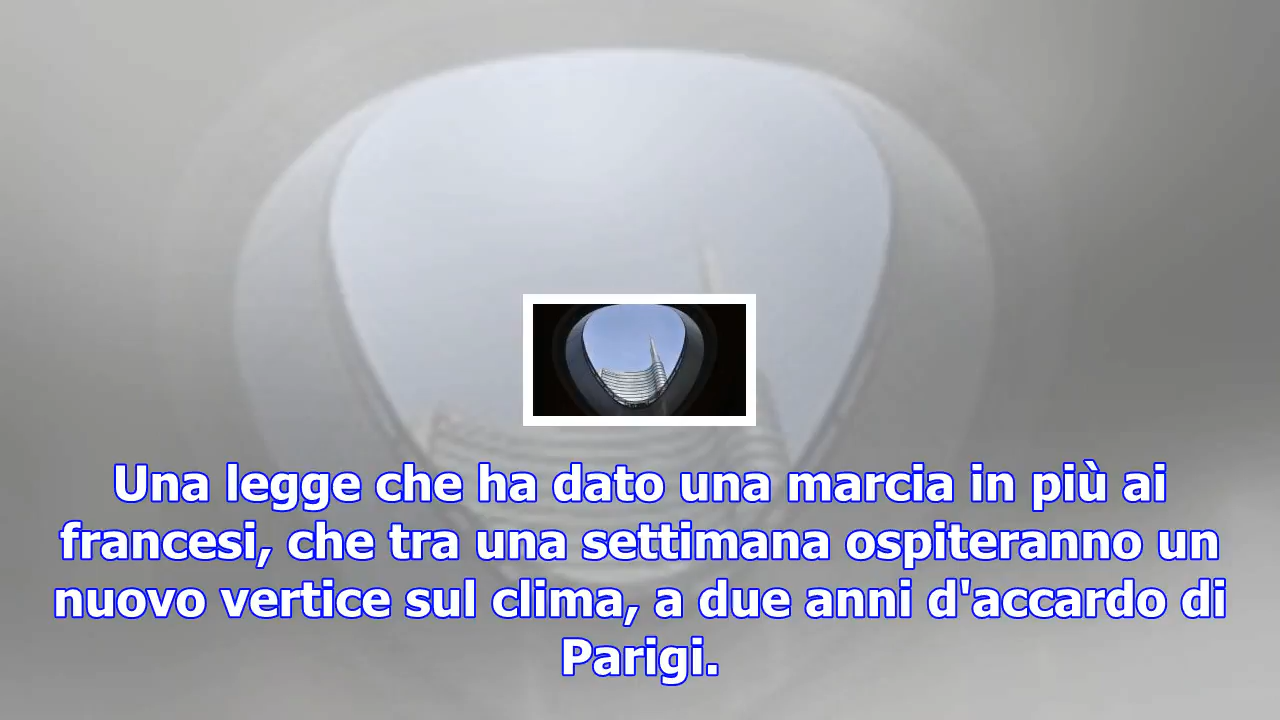 Una legge che ha dato una marcia in più ai
francesi, che tra una settimana ospiteranno un
nuovo vertice sul clima, a due anni d'accardo di
Parigi.